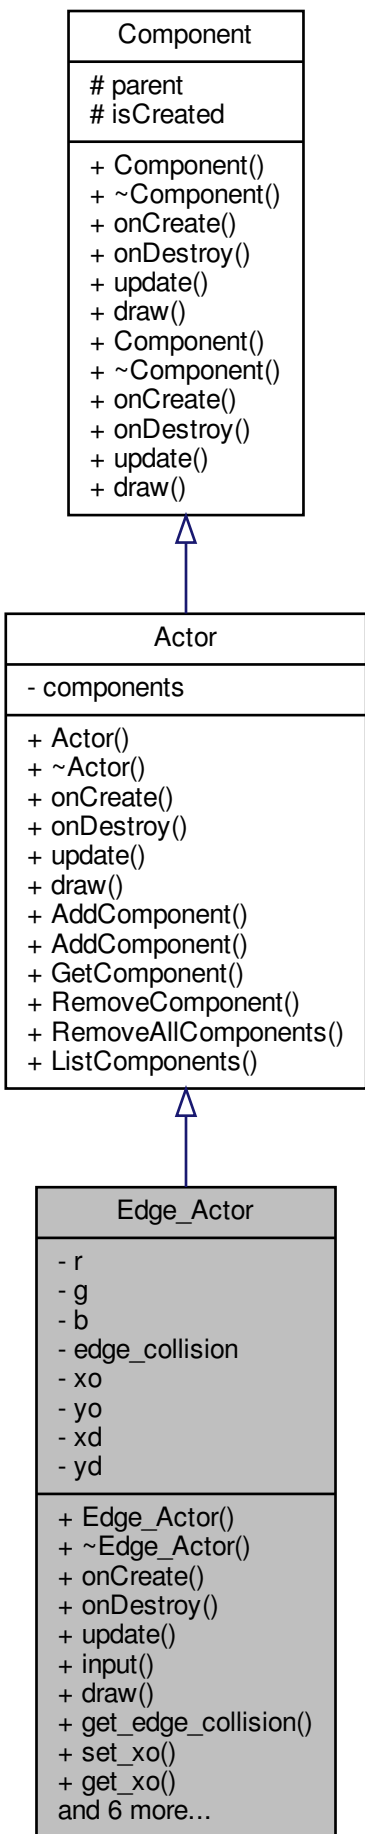 Component
# parent
# isCreated
+ Component()
+ ~Component()
+ onCreate()
+ onDestroy()
+ update()
+ draw()
+ Component()
+ ~Component()
+ onCreate()
+ onDestroy()
+ update()
+ draw()
Actor
- components
+ Actor()
+ ~Actor()
+ onCreate()
+ onDestroy()
+ update()
+ draw()
+ AddComponent()
+ AddComponent()
+ GetComponent()
+ RemoveComponent()
+ RemoveAllComponents()
+ ListComponents()
Edge_Actor
- r
- g
- b
- edge_collision
- xo
- yo
- xd
- yd
+ Edge_Actor()
+ ~Edge_Actor()
+ onCreate()
+ onDestroy()
+ update()
+ input()
+ draw()
+ get_edge_collision()
+ set_xo()
+ get_xo()
and 6 more...